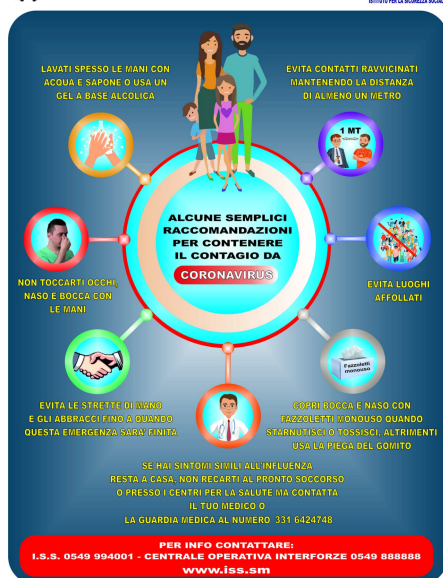 ISTITUTO PER LA SICUREZZA SOCIALE
LAVATI SPESSO LE MANI CON
ACQUA E SAPONE O USA UN
GEL A BASE ALCOLICA
EVITA CONTATTI RAVVICINATI
MANTENENDO LA DISTANZA
DI ALMENO UN METRO
1 MT
ALCUNE SEMPLICI
RACCOMANDAZIONI
PER CONTENERE
IL CONTAGIO DA
CORONAVIRUS
NON TOCCARTI OCCHI,
NASO E BOCCA CON
LE MANI
EVITA LUOGHI
AFFOLLATI
Fazzoletti
monouso
EVITA LE STRETTE DI MANO
E GLI ABBRACCI FINO A QUANDO
QUESTA EMERGENZA SARA' FINITA
COPRI BOCCA E NASO CON
FAZZOLETTI MONOUSO QUANDO
STARNUTISCI O TOSSISCI, ALTRIMENTI
USA LA PIEGA DEL GOMITO
SE HAI SINTOMI SIMILI ALL'INFLUENZA
RESTA A CASA, NON RECARTI AL PRONTO SOCCORSO
O PRESSO I CENTRI PER LA SALUTE MA CONTATTA
IL TUO MEDICO O
LA GUARDIA MEDICA AL NUMERO 331 6424748
PER INFO CONTATTARE:
I.S.S. 0549 994001 - CENTRALE OPERATIVA INTERFORZE 0549 888888
www.iss.sm